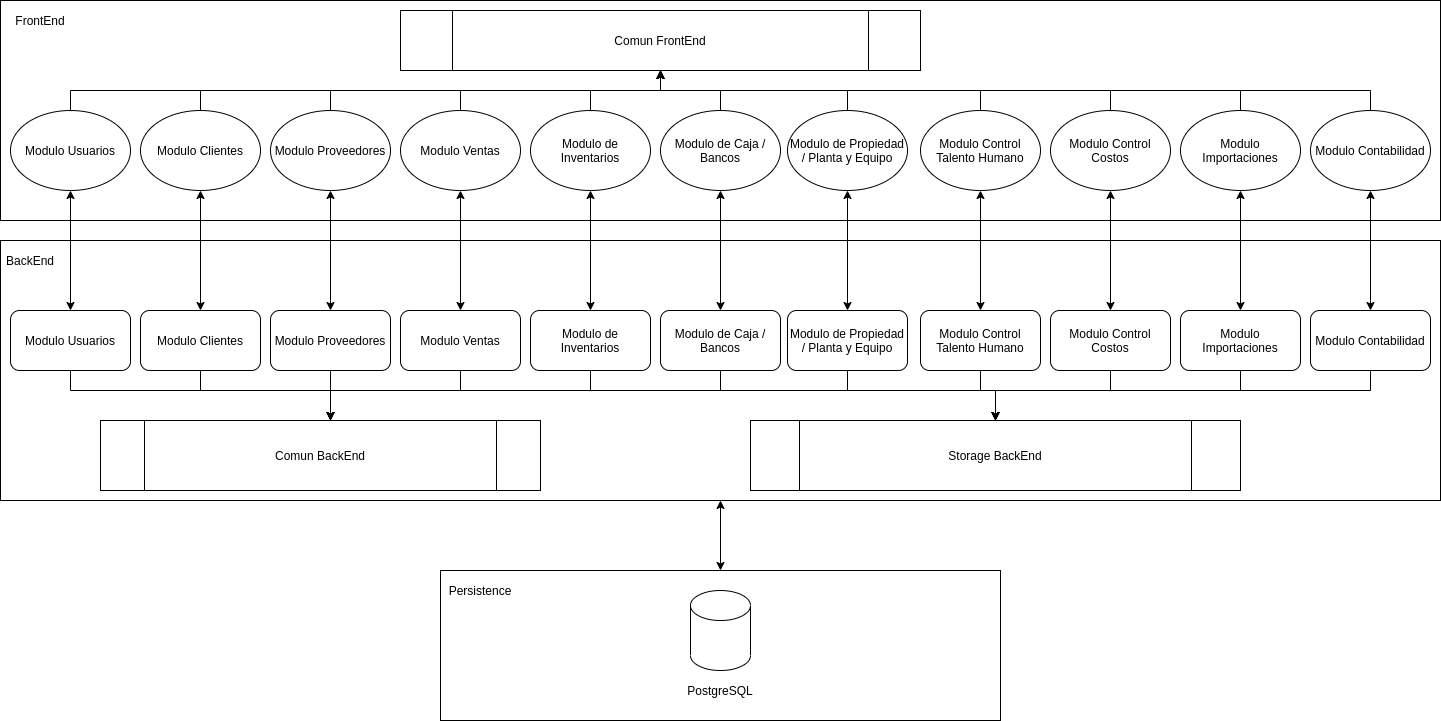 FrontEnd
Comun FrontEnd
Modulo Usuarios
Modulo Clientes
Modulo Proveedores
Modulo Ventas
Modulo de
Inventarios
Modulo de Caja /
Bancos
Modulo de Propiedad
/ Planta y Equipo
Modulo Control
Talento Humano
Modulo Control
Costos
Modulo
Importaciones
Modulo Contabilidad
BackEnd
Modulo Usuarios
Modulo Clientes
Modulo Proveedores
Modulo Ventas
Modulo de
Inventarios
Modulo de Caja /
Bancos
Modulo de Propiedad
/ Planta y Equipo
Modulo Control
Talento Humano
Modulo Control
Costos
Modulo
Importaciones
Modulo Contabilidad
Comun BackEnd
Storage BackEnd
Persistence
PostgreSQL